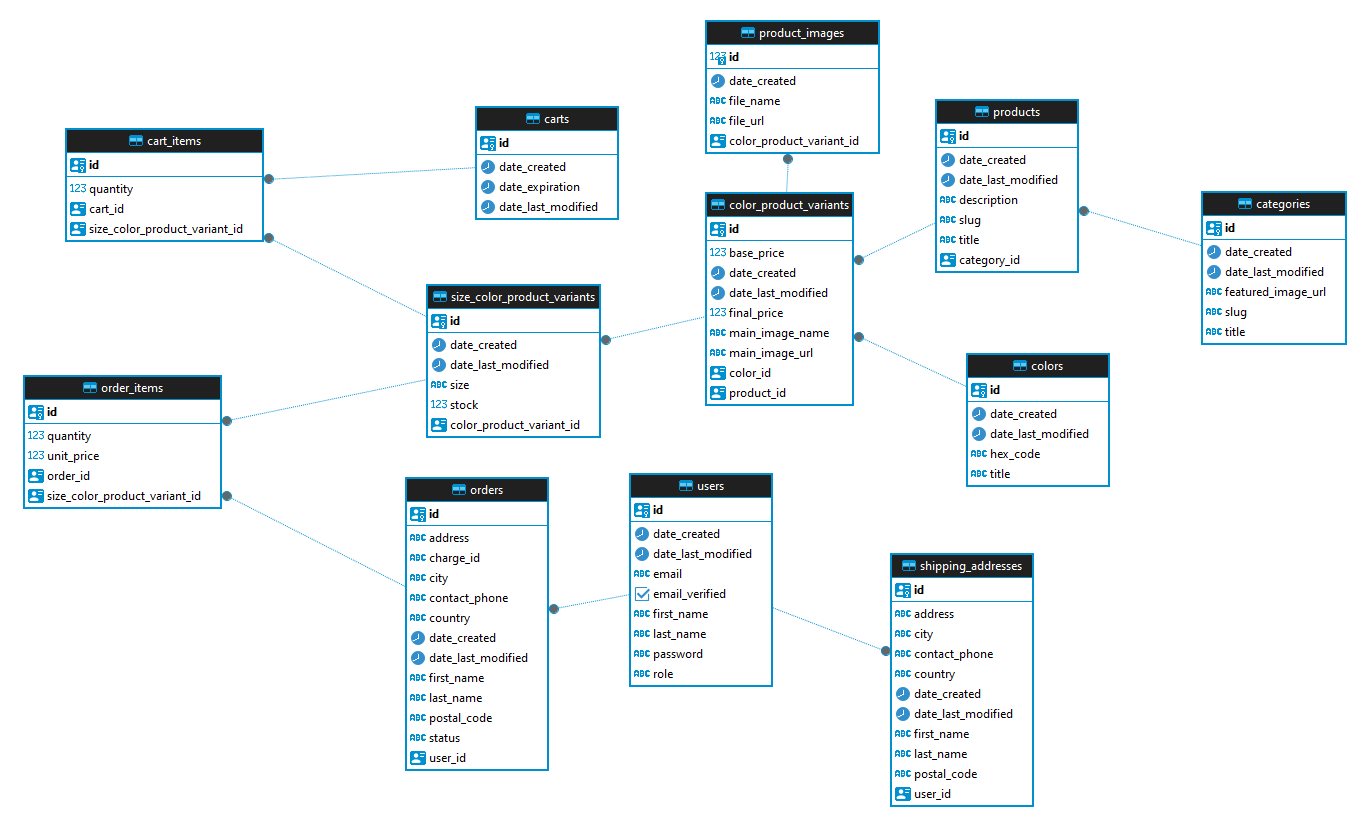 product_images
123 id
date_created
ABC file_name
ABC file_url
color_product_variant_id
products
id
date_created
date_last_modified
ABC description
ABC slug
ABC title
category_id
carts
id
date_created
date_expiration
date_last_modified
cart_items
id
123 quantity
cart_id
size_color_product_variant_id
color_product_variants
id
123 base_price
date_created
date_last_modified
123 final_price
ABC main_image_name
ABC main_image_url
color_id
product_id
categories
id
date_created
date_last_modified
ABC featured_image_url
ABC slug
ABC title
size_color_product_variants
id
date_created
date_last_modified
ABC size
123 stock
color_product_variant_id
colors
id
date_created
date_last_modified
ABC hex_code
ABC title
order_items
id
123 quantity
123 unit_price
order_id
size_color_product_variant_id
orders
id
ABC address
ABC charge_id
ABC city
ABC contact_phone
ABC country
date_created
date_last_modified
ABC first_name
ABC last_name
ABC postal_code
ABC status
user_id
users
id
date_created
date_last_modified
ABC email
email_verified
ABC first_name
ABC last_name
ABC password
ABC role
shipping_addresses
id
ABC address
ABC city
ABC contact_phone
ABC country
date_created
date_last_modified
ABC first_name
ABC last_name
ABC postal_code
user_id